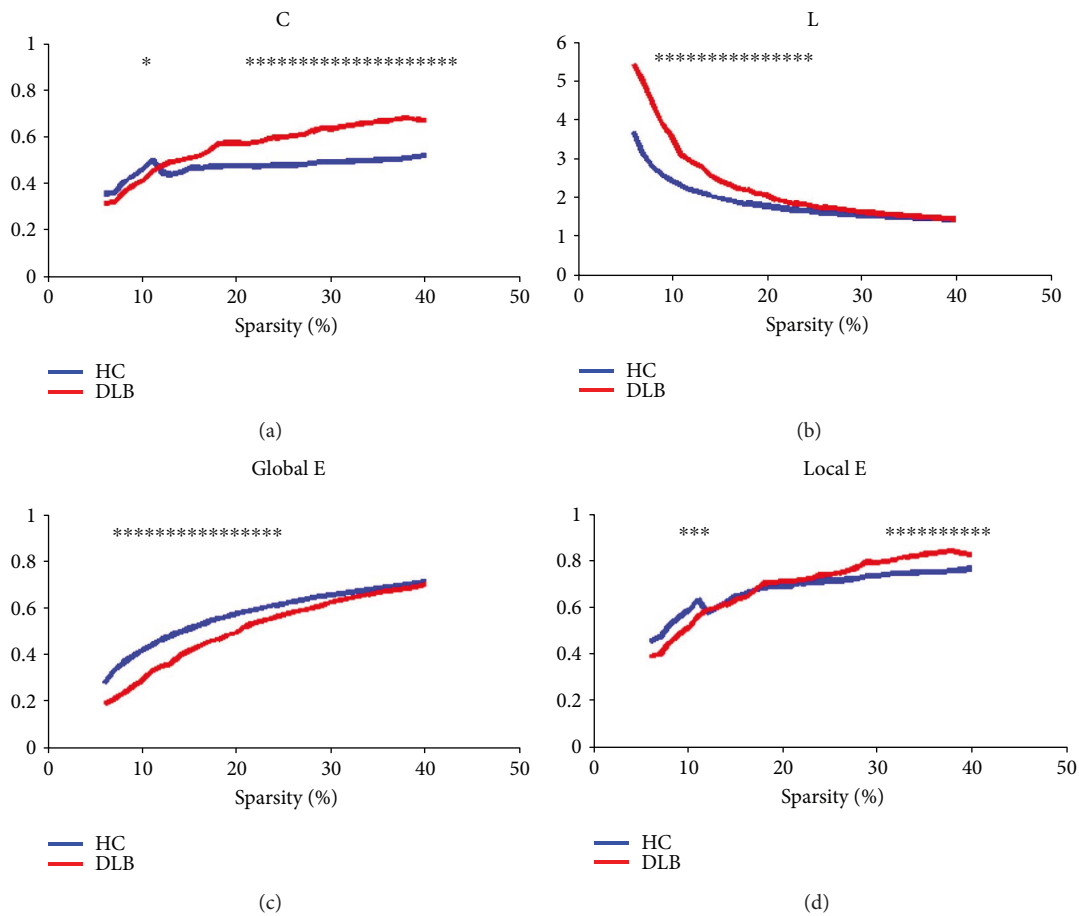 C
*
*******************
1
0.8
0.6
0.4
0.2
0
0 10 20 30 40 50
Sparsity (%)
HC
DLB
(a)
L
***************
6
5
4
3
2
1
0
0 10 20 30 40 50
Sparsity (%)
HC
DLB
(b)
Global E
****************
1
0.8
0.6
0.4
0.2
0
0 10 20 30 40 50
Sparsity (%)
HC
DLB
(c)
Local E
***
**********
1
0.8
0.6
0.4
0.2
0
0 10 20 30 40 50
Sparsity (%)
HC
DLB
(d)